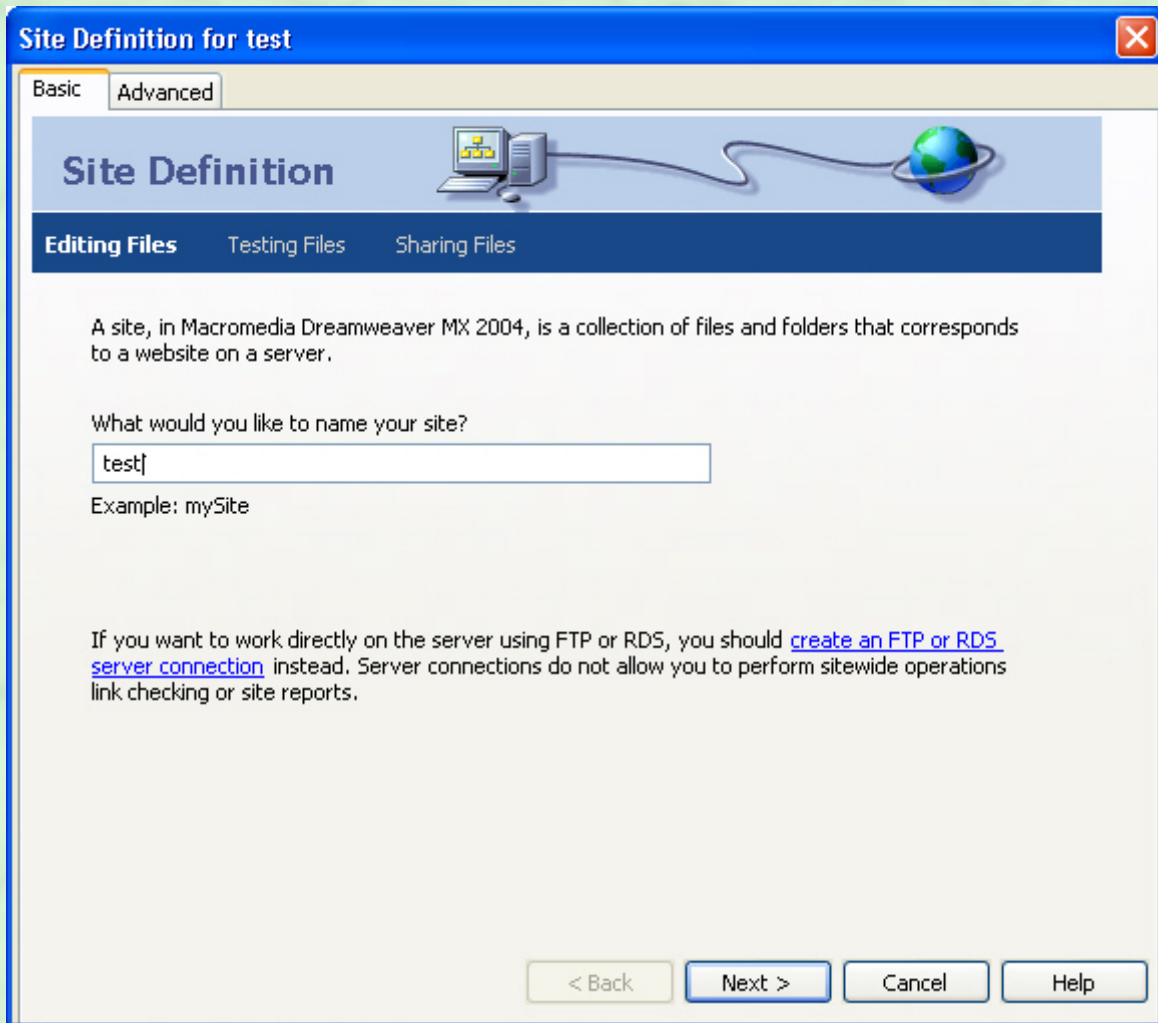 Site Definition for test
Basic Advanced
Site Definition
Editing Files Testing Files Sharing Files
A site, in Macromedia Dreamweaver MX 2004, is a collection of files and folders that corresponds
to a website on a server.
What would you like to name your site?
test
Example: mySite
If you want to work directly on the server using FTP or RDS, you should create an FTP or RDS
server connection instead. Server connections do not allow you to perform sitewide operations
link checking or site reports.
< Back Next > Cancel Help